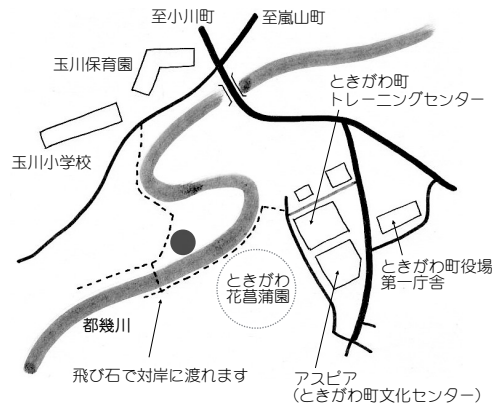 至小川町
至嵐山町
玉川保育園
ときがわ町
トレーニングセンター
玉川小学校
ときがわ
花菖蒲園
ときがわ町役場
第一庁舎
都幾川
飛び石で対岸に渡れます
アスピア
(ときがわ町文化センター)